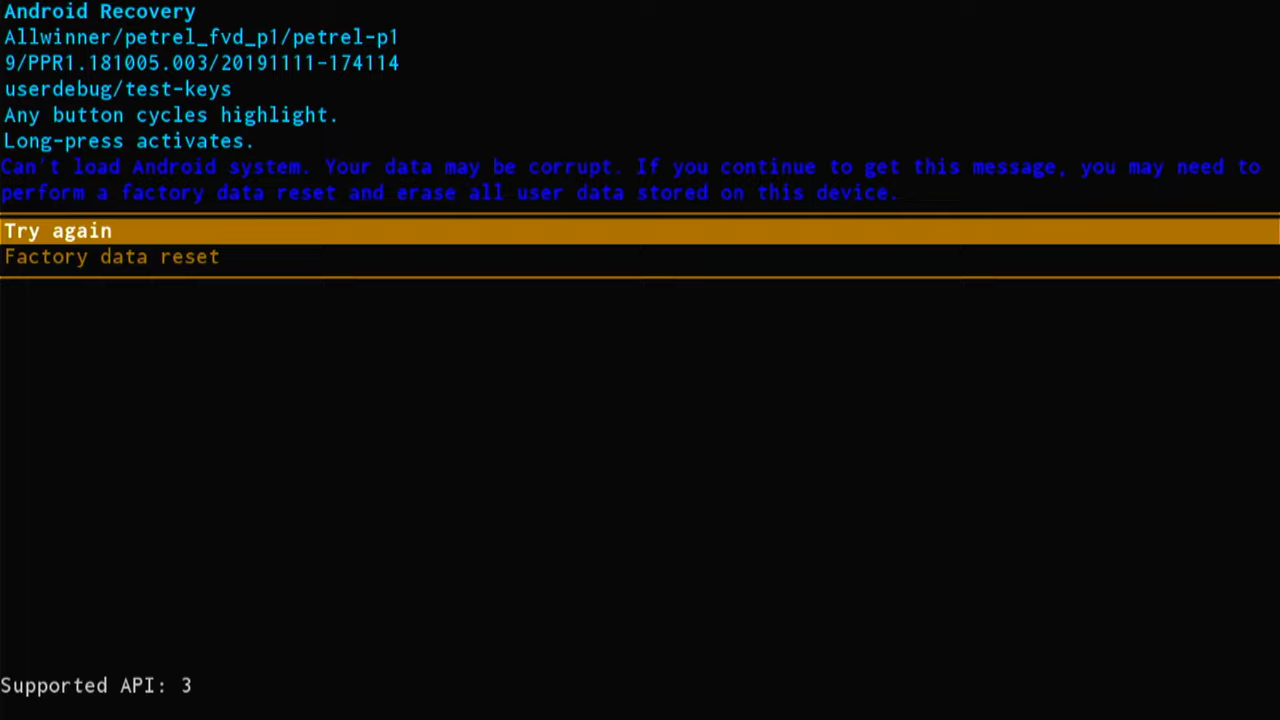 Android Recovery
Allwinner/petrel_fvd_p1/petrel-p1
9/PPR1.181005.003/20191111-174114
userdebug/test-keys
Any button cycles highlight.
Long-press activates.
Can't load Android system. Your data may be corrupt. If you continue to get this message, you may need to
perform a factory data reset and erase all user data stored on this device.
Try again
Factory data reset
Supported API: 3